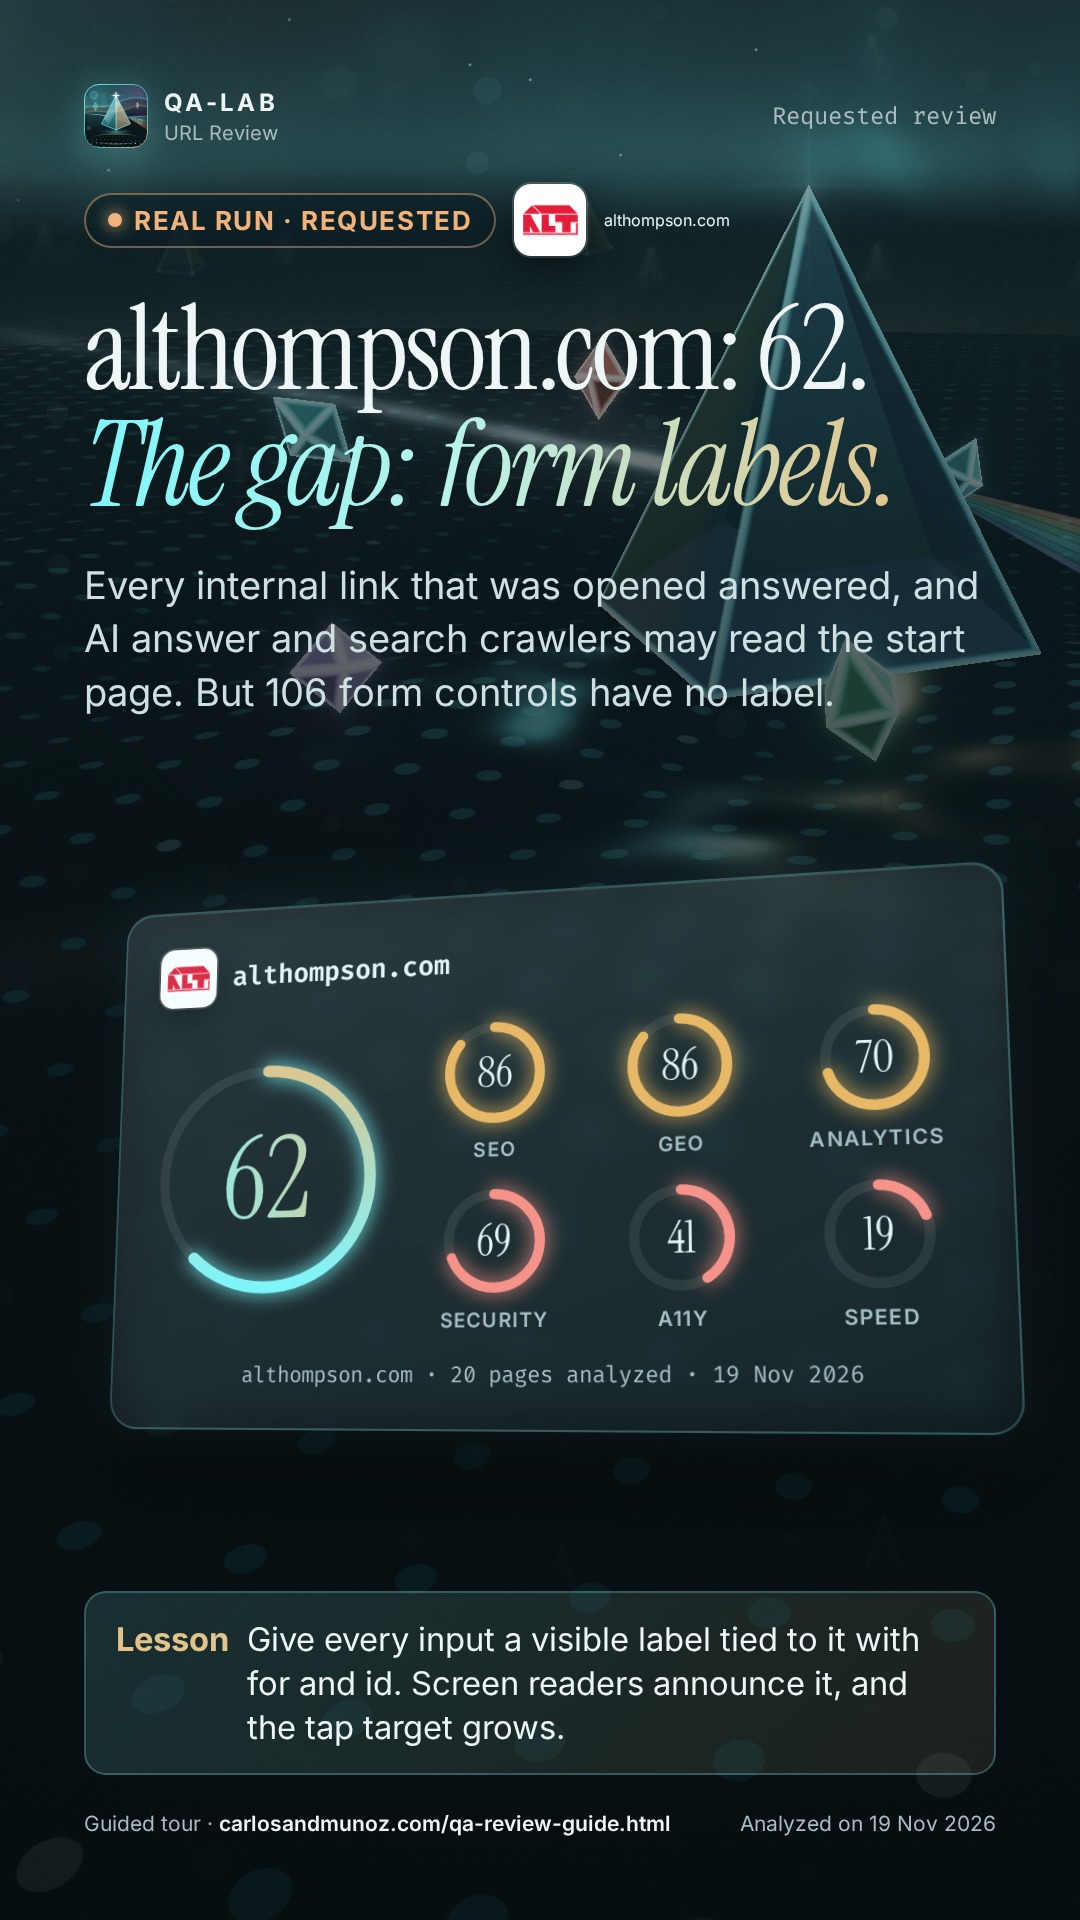 QA-LAB
URL Review
Requested review
REAL RUN · REQUESTED
ALT
althompson.com
althompson.com: 62.
The gap: form labels.
Every internal link that was opened answered, and
AI answer and search crawlers may read the start
page. But 106 form controls have no label.
ALT
althompson.com
62
86
SEO
86
GEO
70
ANALYTICS
69
SECURITY
41
A11Y
19
SPEED
althompson.com · 20 pages analyzed · 19 Nov 2026
Lesson
Give every input a visible label tied to it with
for and id. Screen readers announce it, and
the tap target grows.
Guided tour · carlosandmunoz.com/qa-review-guide.html
Analyzed on 19 Nov 2026